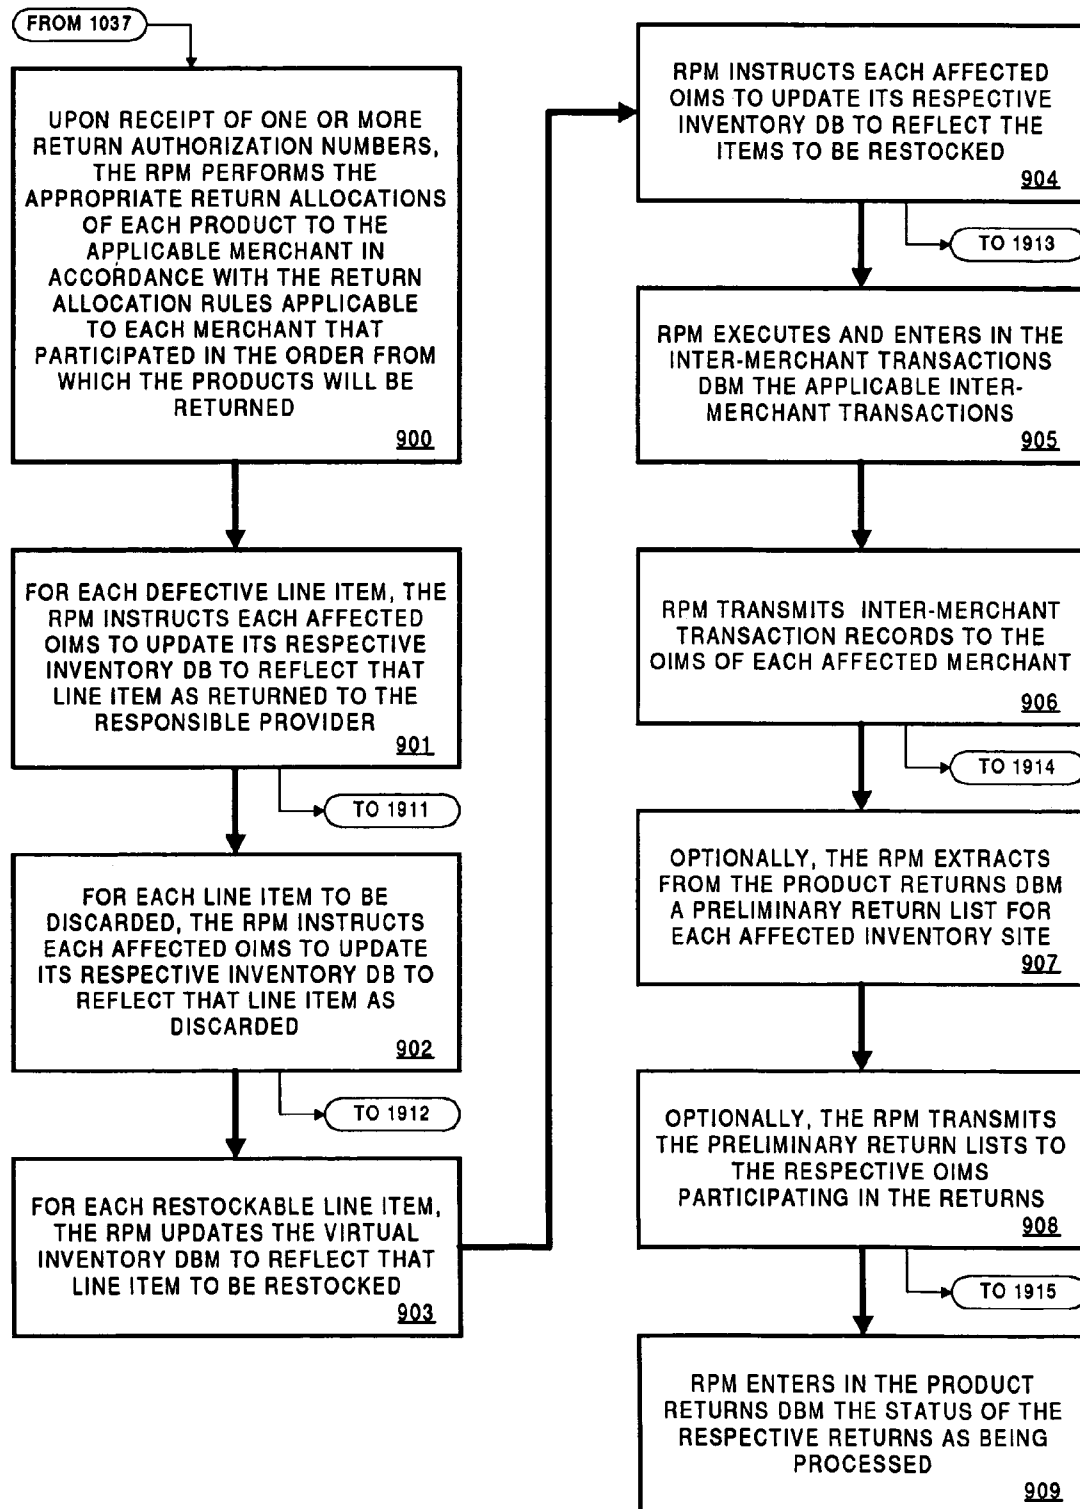 FROM 1037
UPON RECEIPT OF ONE OR MORE
RETURN AUTHORIZATION NUMBERS,
THE RPM PERFORMS THE
APPROPRIATE RETURN ALLOCATIONS
OF EACH PRODUCT TO THE
APPLICABLE MERCHANT IN
ACCORDANCE WITH THE RETURN
ALLOCATION RULES APPLICABLE
TO EACH MERCHANT THAT
PARTICIPATED IN THE ORDER FROM
WHICH THE PRODUCTS WILL BE
RETURNED
900
FOR EACH DEFECTIVE LINE ITEM, THE
RPM INSTRUCTS EACH AFFECTED
OIMS TO UPDATE ITS RESPECTIVE
INVENTORY DB TO REFLECT THAT
LINE ITEM AS RETURNED TO THE
RESPONSIBLE PROVIDER
901
TO 1911
FOR EACH LINE ITEM TO BE
DISCARDED, THE RPM INSTRUCTS
EACH AFFECTED OIMS TO UPDATE
ITS RESPECTIVE INVENTORY DB TO
REFLECT THAT LINE ITEM AS
DISCARDED
902
TO 1912
FOR EACH RESTOCKABLE LINE ITEM,
THE RPM UPDATES THE VIRTUAL
INVENTORY DBM TO REFLECT THAT
LINE ITEM TO BE RESTOCKED
903
RPM INSTRUCTS EACH AFFECTED
OIMS TO UPDATE ITS RESPECTIVE
INVENTORY DB TO REFLECT THE
ITEMS TO BE RESTOCKED
904
TO 1913
RPM EXECUTES AND ENTERS IN THE
INTER-MERCHANT TRANSACTIONS
DBM THE APPLICABLE INTER-
MERCHANT TRANSACTIONS
905
RPM TRANSMITS INTER-MERCHANT
TRANSACTION RECORDS TO THE
OIMS OF EACH AFFECTED MERCHANT
906
TO 1914
OPTIONALLY, THE RPM EXTRACTS
FROM THE PRODUCT RETURNS DBM
A PRELIMINARY RETURN LIST FOR
EACH AFFECTED INVENTORY SITE
907
OPTIONALLY, THE RPM TRANSMITS
THE PRELIMINARY RETURN LISTS TO
THE RESPECTIVE OIMS
PARTICIPATING IN THE RETURNS
908
TO 1915
RPM ENTERS IN THE PRODUCT
RETURNS DBM THE STATUS OF THE
RESPECTIVE RETURNS AS BEING
PROCESSED
909